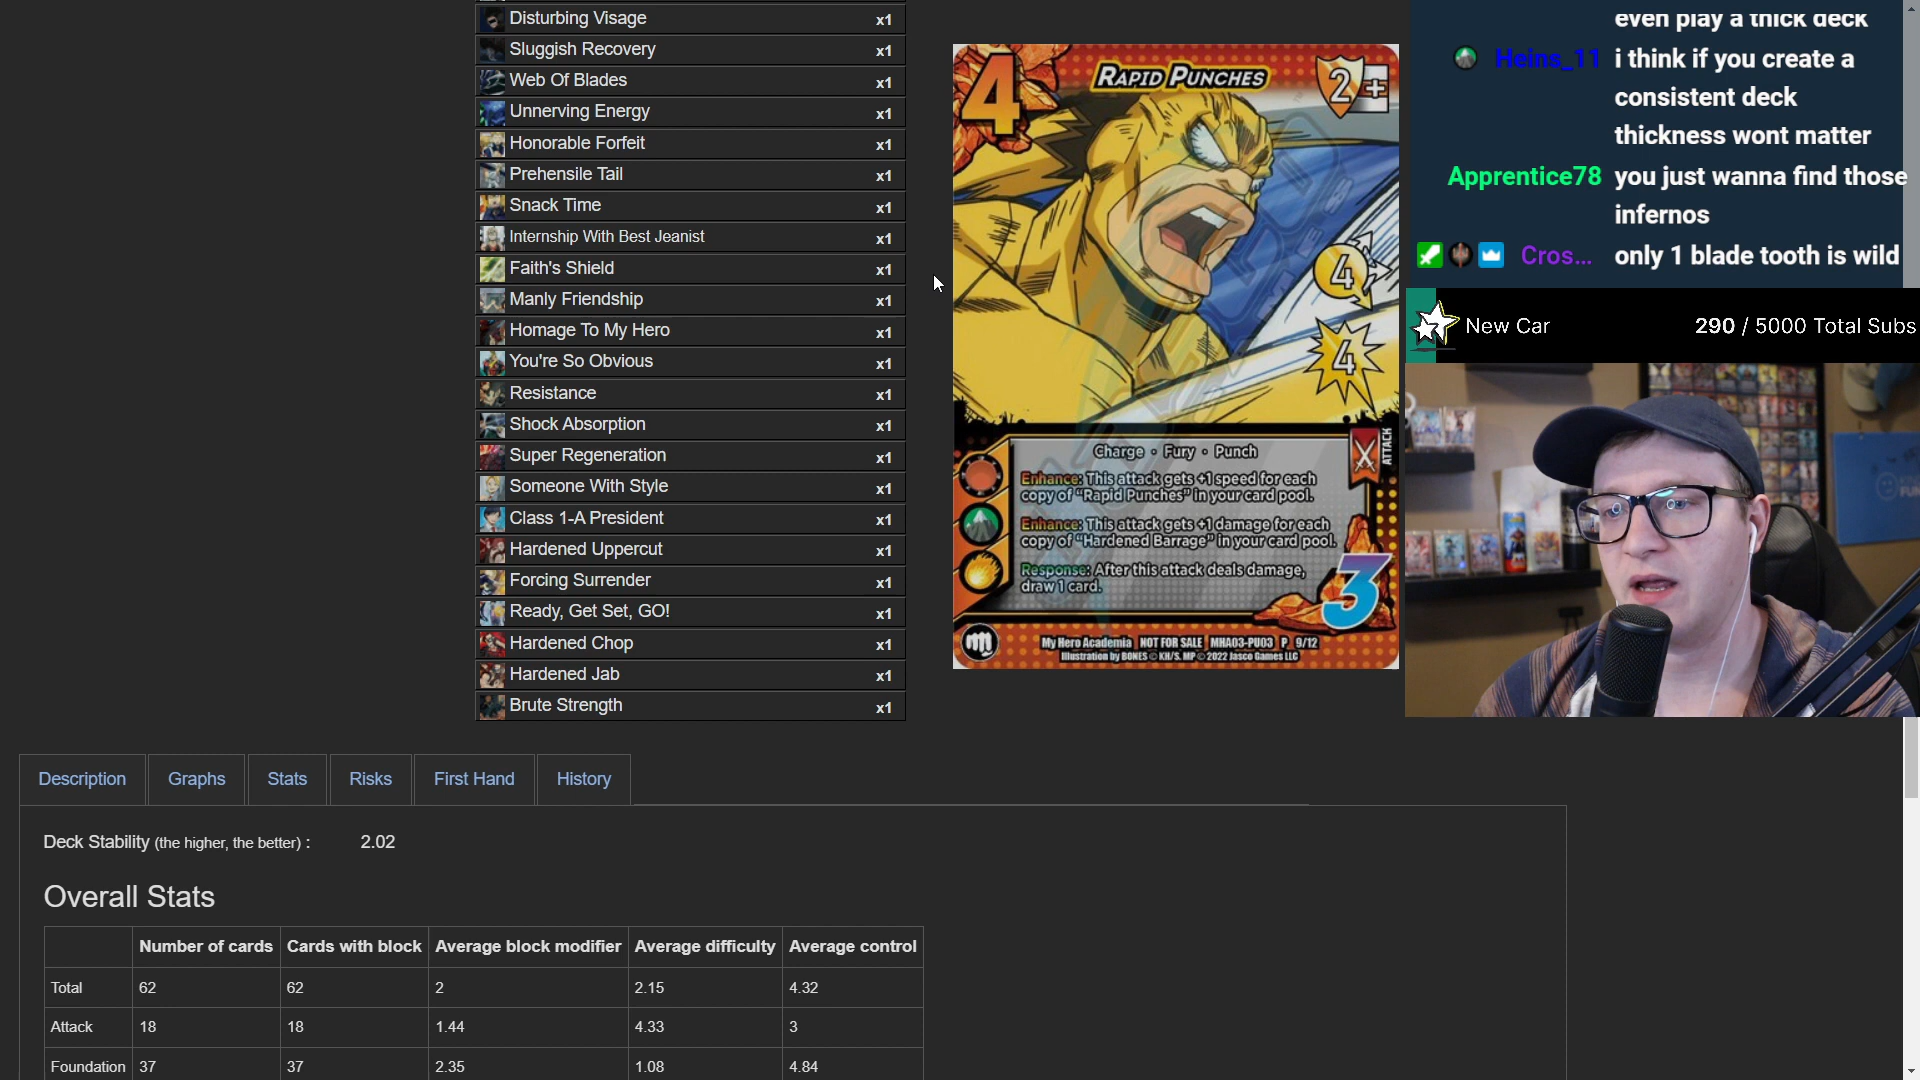 Disturbing Visage x1
Sluggish Recovery x1
Web Of Blades x1
Unnerving Energy x1
Honorable Forfeit x1
Prehensile Tail x1
Snack Time x1
Internship With Best Jeanist x1
Faith's Shield x1
Manly Friendship x1
Homage To My Hero x1
You're So Obvious x1
Resistance x1
Shock Absorption x1
Super Regeneration x1
Someone With Style x1
Class 1-A President x1
Hardened Uppercut x1
Forcing Surrender x1
Ready, Get Set, GO! x1
Hardened Chop x1
Hardened Jab x1
Brute Strength x1
4
Rapid Punches
2 +
4
4
ATTACK
Charge • Fury • Punch
Enhance: This attack gets +1 speed for each
copy of "Rapid Punches" in your card pool.
Enhance: This attack gets +1 damage for each
copy of "Hardened Barrage" in your card pool.
Response: After this attack deals damage,
draw 1 card.
3
My Hero Academia NOT FOR SALE MHA03-PU03 P 9/12
Illustration by BONES © KH/S, MP © 2022 Jasco Games LLC
even play a thick deck
Heins_11 i think if you create a
consistent deck
thickness wont matter
Apprentice78 you just wanna find those
infernos
Cros... only 1 blade tooth is wild
New Car 290 / 5000 Total Subs
Description Graphs Stats Risks First Hand History
Deck Stability (the higher, the better) : 2.02
Overall Stats
Number of cards Cards with block Average block modifier Average difficulty Average control
Total 62 62 2 2.15 4.32
Attack 18 18 1.44 4.33 3
Foundation 37 37 2.35 1.08 4.84